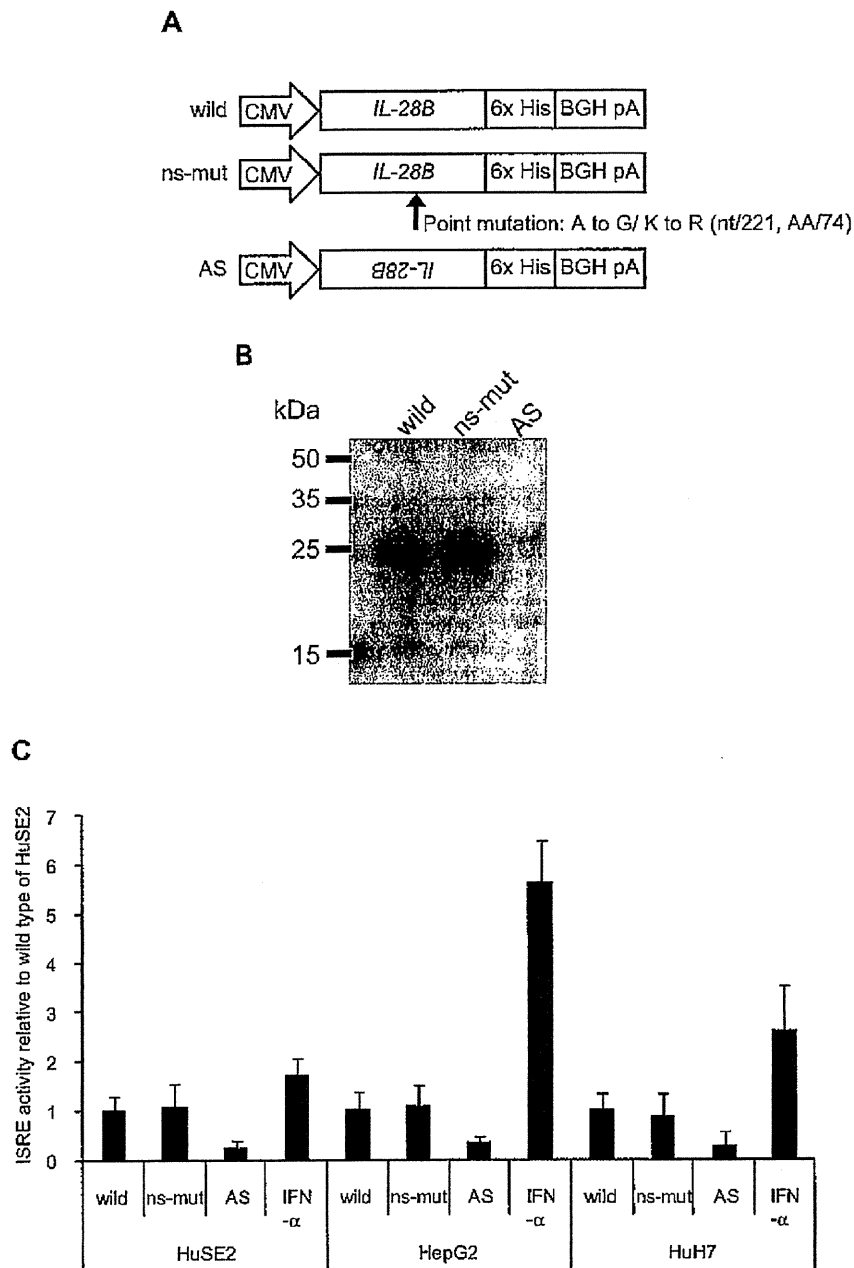 A
wild CMV IL-28B 6x His BGH pA
ns-mut CMV IL-28B 6x His BGH pA
Point mutation: A to G/ K to R (nt/221, AA/74)
AS CMV IL-28B 6x His BGH pA
B
kDa wild ns-mut AS
50
35
25
15
C
ISRE activity relative to wild type of HuSE2
7
6
5
4
3
2
1
0
wild ns-mut AS IFN-α wild ns-mut AS IFN-α wild ns-mut AS IFN-α
HuSE2 HepG2 HuH7